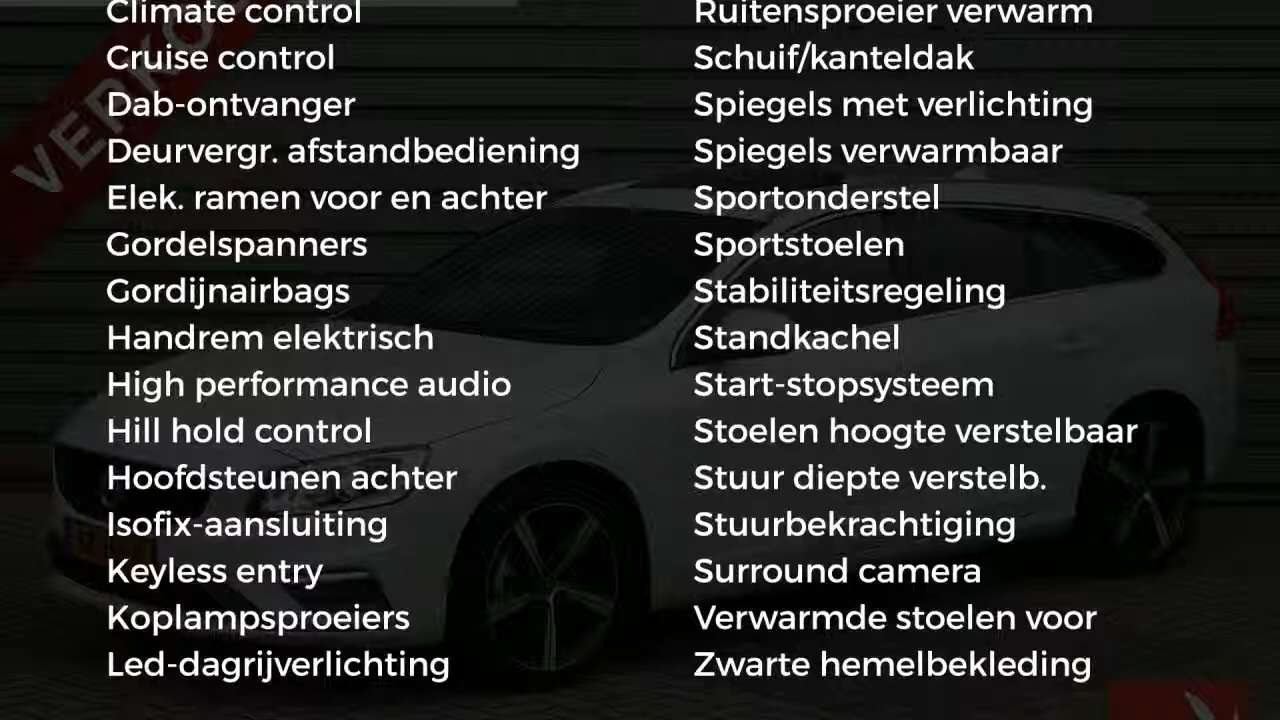 Climate control
Cruise control
Dab-ontvanger
Deurvergr. afstandbediening
Elek. ramen voor en achter
Gordelspanners
Gordijnairbags
Handrem elektrisch
High performance audio
Hill hold control
Hoofdsteunen achter
Isofix-aansluiting
Keyless entry
Koplampsproeiers
Led-dagrijverlichting
Ruitensproeier verwarm
Schuif/kanteldak
Spiegels met verlichting
Spiegels verwarmbaar
Sportonderstel
Sportstoelen
Stabiliteitsregeling
Standkachel
Start-stopsysteem
Stoelen hoogte verstelbaar
Stuur diepte verstelb.
Stuurbekrachtiging
Surround camera
Verwarmde stoelen voor
Zwarte hemelbekleding
VERKO